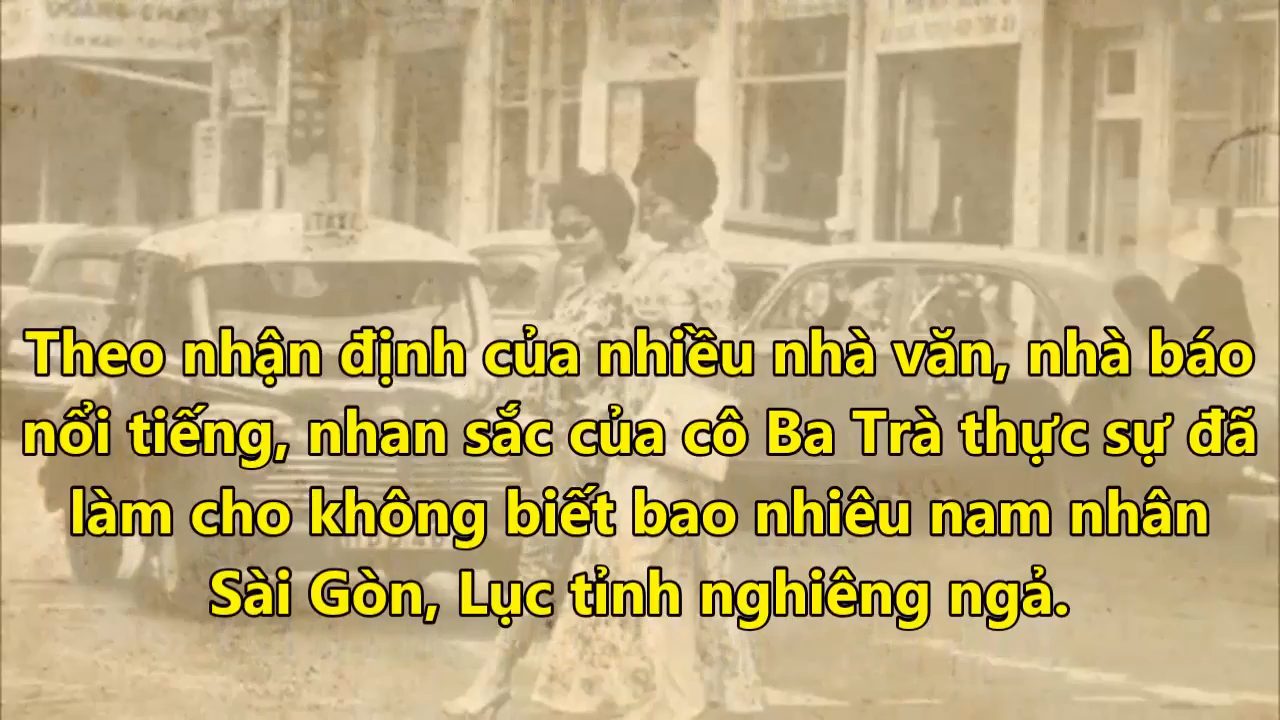 TAXI
Theo nhận định của nhiều nhà văn, nhà báo
nổi tiếng, nhan sắc của cô Ba Trà thực sự đã
làm cho không biết bao nhiêu nam nhân
Sài Gòn, Lục tỉnh nghiêng ngả.